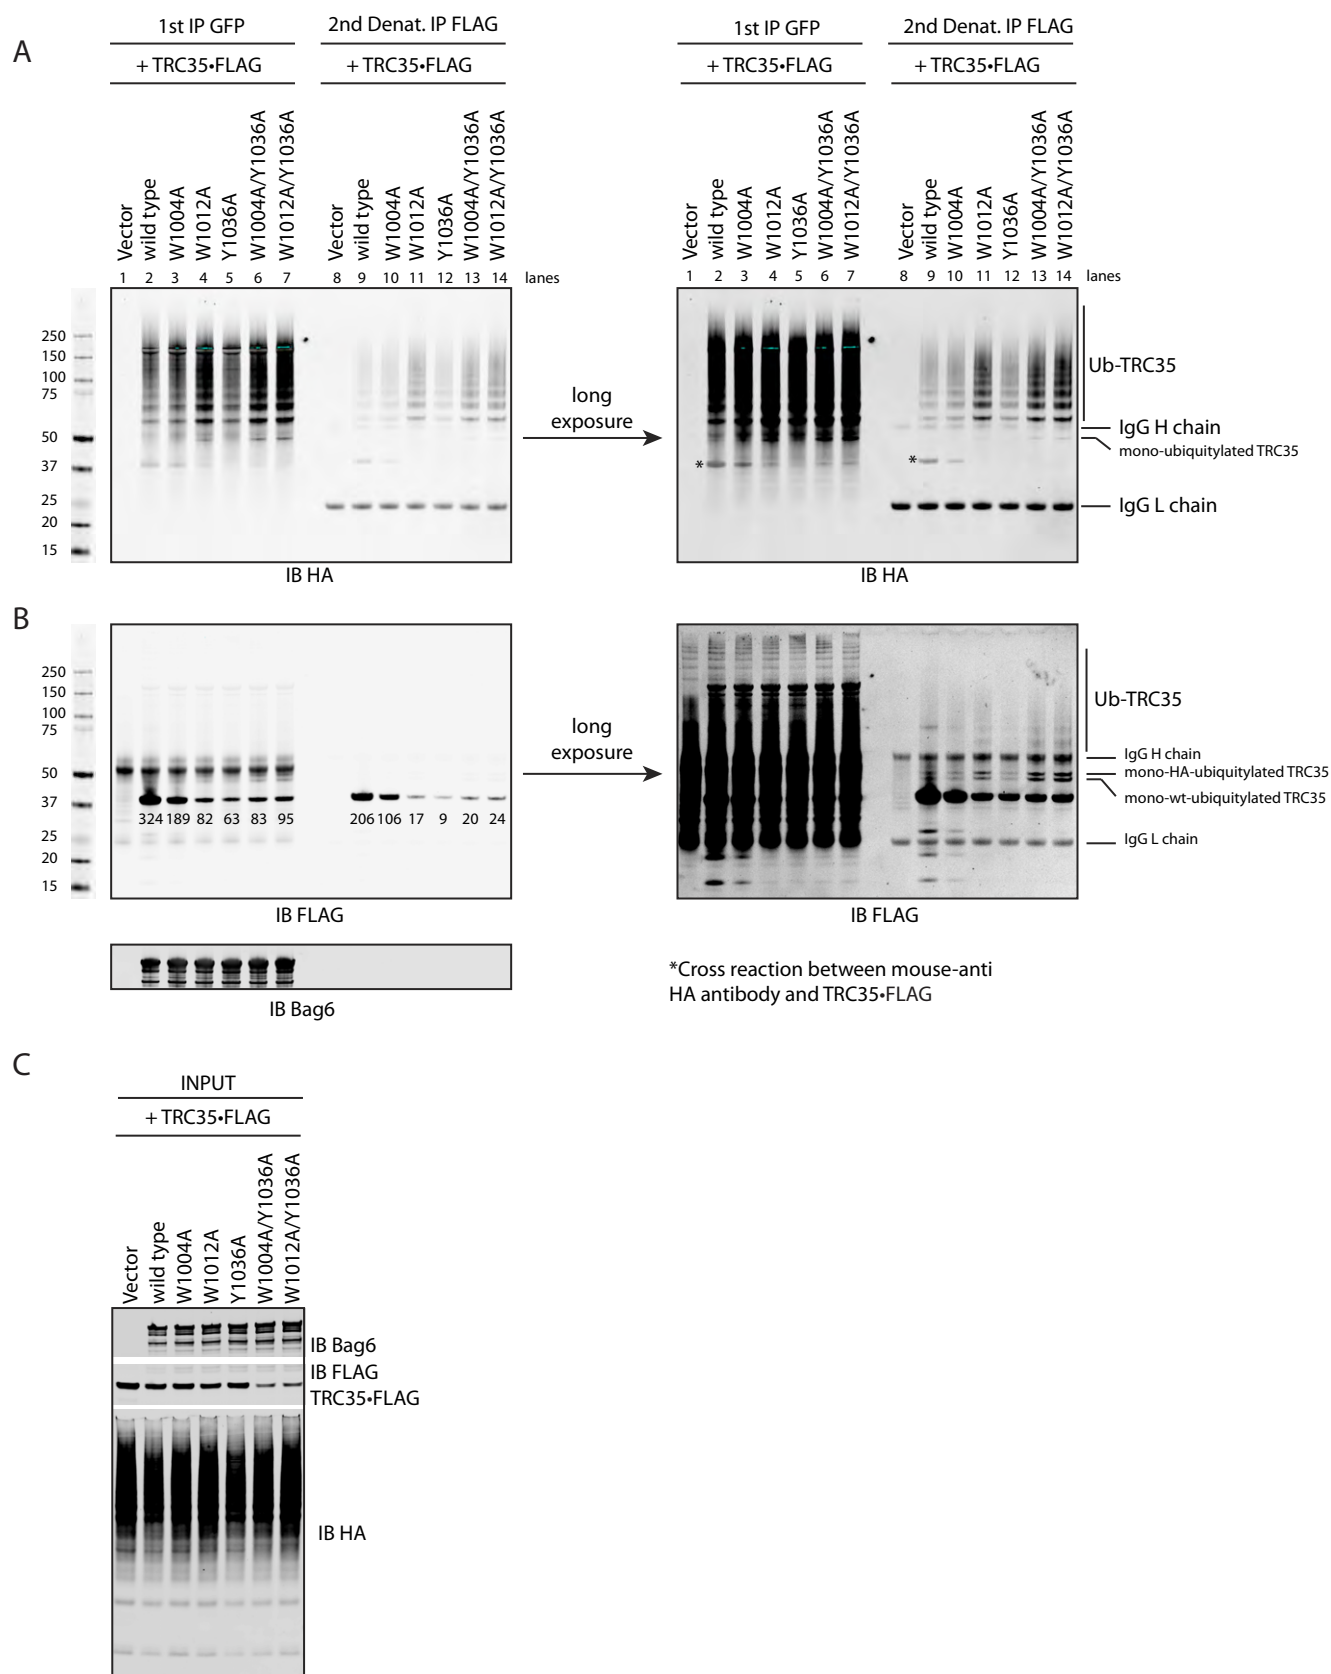 A
1st IP GFP
2nd Denat. IP FLAG
+ TRC35•FLAG
+ TRC35•FLAG
Vector
wild type
W1004A
W1012A
Y1036A
W1004A/Y1036A
W1012A/Y1036A
Vector
wild type
W1004A
W1012A
Y1036A
W1004A/Y1036A
W1012A/Y1036A
1 2 3 4 5 6 7 8 9 10 11 12 13 14 lanes
250
150
100
75
50
37
25
20
15
IB HA
long
exposure
1st IP GFP
2nd Denat. IP FLAG
+ TRC35•FLAG
+ TRC35•FLAG
Vector
wild type
W1004A
W1012A
Y1036A
W1004A/Y1036A
W1012A/Y1036A
Vector
wild type
W1004A
W1012A
Y1036A
W1004A/Y1036A
W1012A/Y1036A
1 2 3 4 5 6 7 8 9 10 11 12 13 14 lanes
*
*
Ub-TRC35
IgG H chain
mono-ubiquitylated TRC35
IgG L chain
IB HA
B
250
150
100
75
50
37
25
20
15
324 189 82 63 83 95 206 106 17 9 20 24
IB FLAG
long
exposure
Ub-TRC35
IgG H chain
mono-HA-ubiquitylated TRC35
mono-wt-ubiquitylated TRC35
IgG L chain
IB FLAG
IB Bag6
*Cross reaction between mouse-anti
HA antibody and TRC35•FLAG
C
INPUT
+ TRC35•FLAG
Vector
wild type
W1004A
W1012A
Y1036A
W1004A/Y1036A
W1012A/Y1036A
IB Bag6
IB FLAG
TRC35•FLAG
IB HA